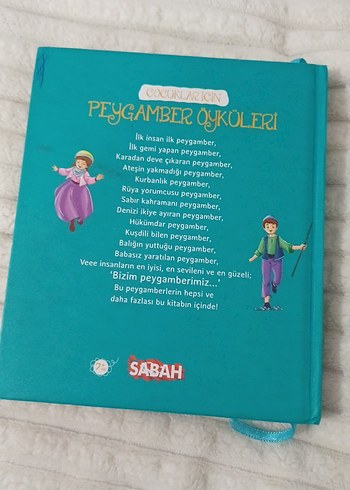 ÇOCUKLAR İÇİN
PEYGAMBER ÖYKÜLERİ
İlk insan ilk peygamber,
İlk gemi yapan peygamber,
Karadan deve çıkaran peygamber,
Ateşin yakmadığı peygamber,
Kurbanlık peygamber,
Rüya yorumcusu peygamber,
Sabır kahramanı peygamber,
Denizi ikiye ayıran peygamber,
Hükümdar peygamber,
Kuşdili bilen peygamber,
Balığın yuttuğu peygamber,
Babasız yaratılan peygamber,
Veee insanların en iyisi, en sevileni ve en güzeli;
'Bizim peygamberimiz...'
Bu peygamberlerin hepsi ve
daha fazlası bu kitabın içinde!
SABAH